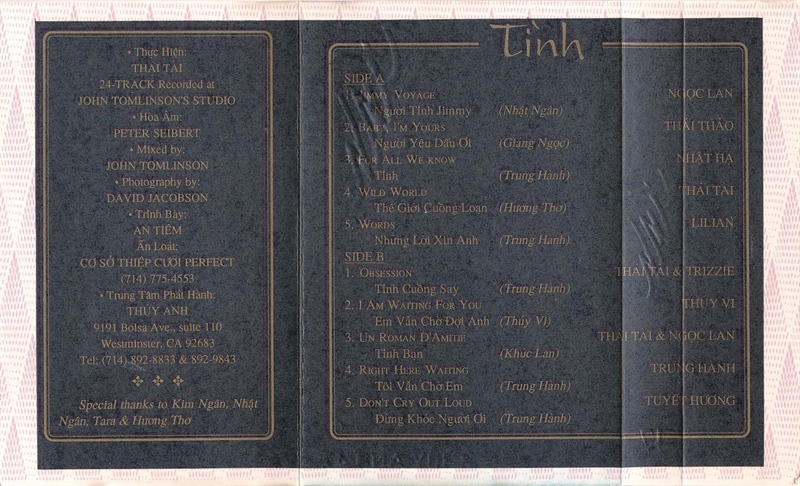 • Thực Hiện:
THÁI TÀI
24-TRACK Recorded at
JOHN TOMLINSON'S STUDIO
• Hòa Âm:
PETER SEIBERT
• Mixed by:
JOHN TOMLINSON
• Photography by:
DAVID JACOBSON
• Trình Bày:
AN TIÊM
Ấn Loát:
CƠ SỞ THIỆP CƯỚI PERFECT
(714) 775-4553
• Trung Tâm Phát Hành:
THÚY ANH
9191 Bolsa Ave., suite 110
Westminster, CA 92683
Tel: (714) 892-8833 & 892-9843
Special thanks to Kim Ngân, Nhật
Ngân, Tara & Hương Thơ
Tình
SIDE A
1. JIMMY VOYAGE NGỌC LAN
Người Tình Jimmy (Nhật Ngân)
2. BABY, I'M YOURS THÁI THẢO
Người Yêu Dấu Ơi (Giáng Ngọc)
3. FOR ALL WE KNOW NHẬT HẠ
Tình (Trung Hành)
4. WILD WORLD THÁI TÀI
Thế Giới Cuồng Loạn (Hương Thơ)
5. WORDS LILIAN
Những Lời Xin Anh (Trung Hành)
SIDE B
1. OBSESSION THÁI TÀI & TRIZZIE
Tình Cuồng Say (Trung Hành)
2. I AM WAITING FOR YOU THÚY VI
Em Vẫn Chờ Đợi Anh (Thúy Vi)
3. UN ROMAN D'AMITIE THÁI TÀI & NGỌC LAN
Tình Bạn (Khúc Lan)
4. RIGHT HERE WAITING TRUNG HÀNH
Tôi Vẫn Chờ Em (Trung Hành)
5. DON'T CRY OUT LOUD TUYẾT HƯƠNG
Đừng Khóc Người Ơi (Trung Hành)